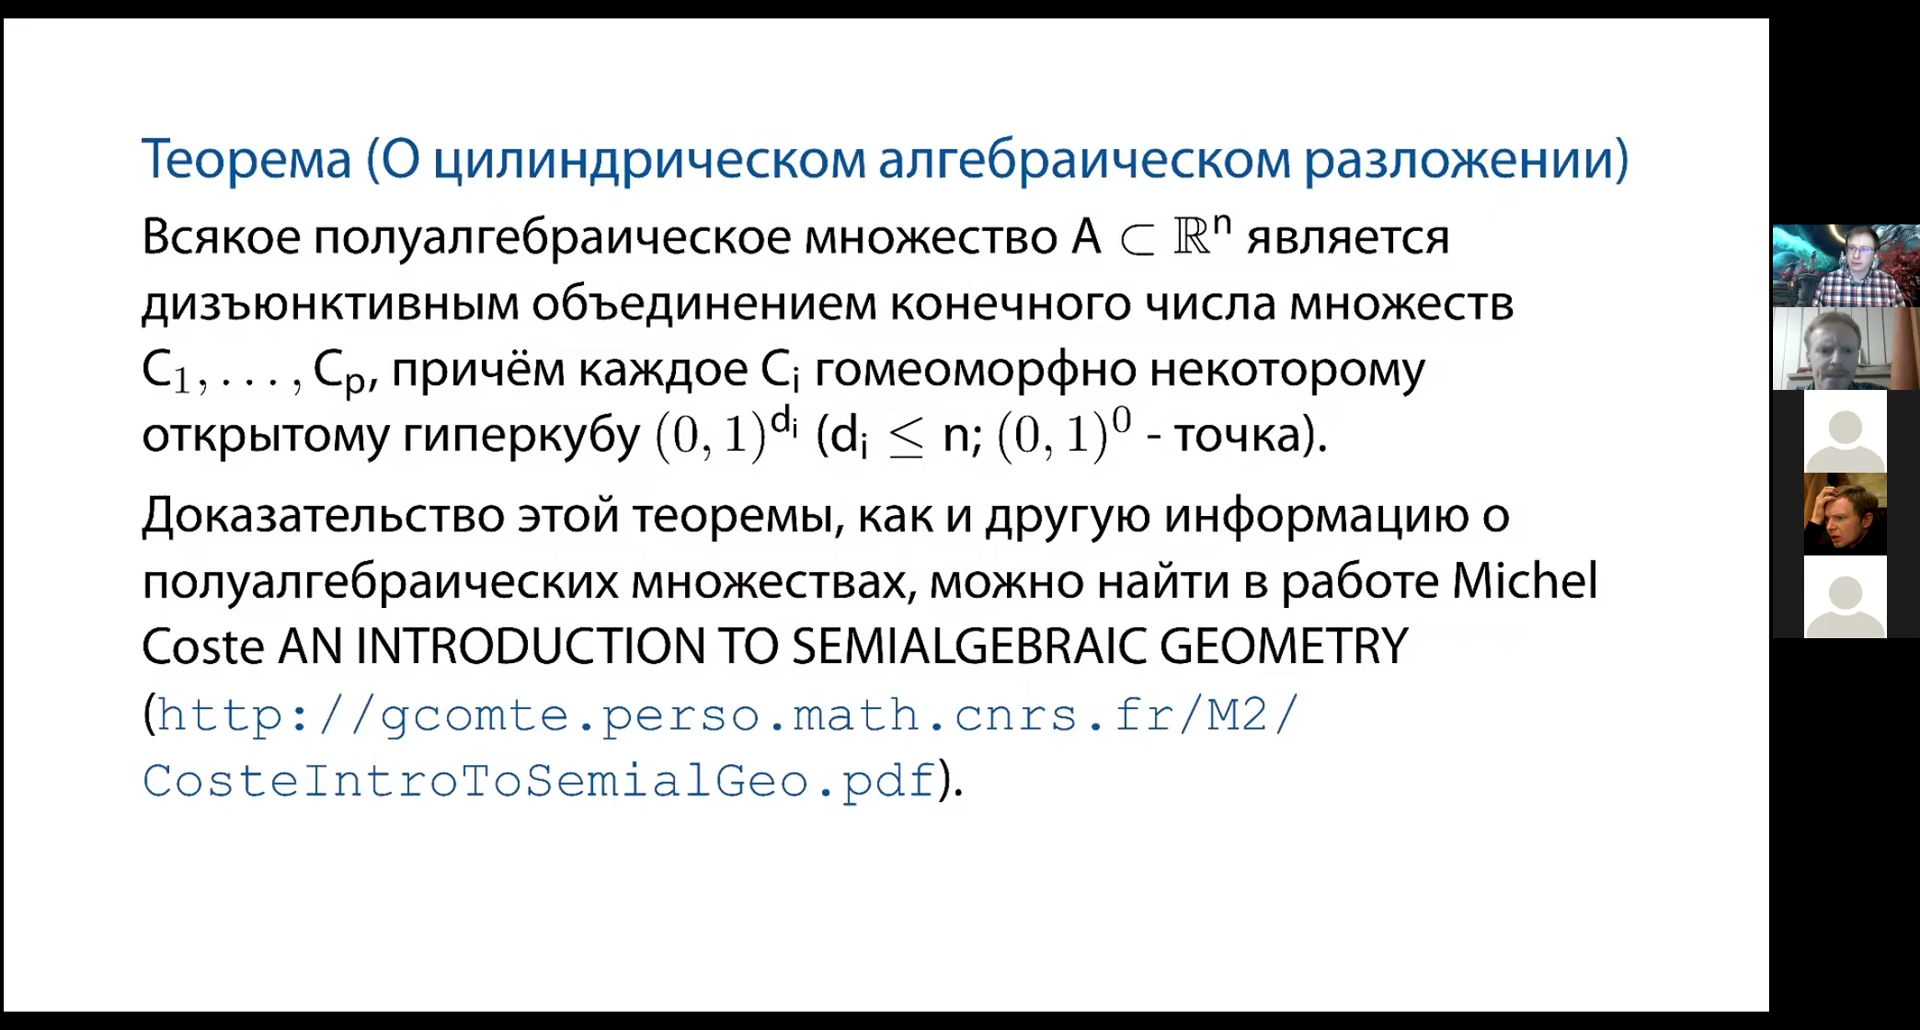 Теорема (О цилиндрическом алгебраическом разложении)
Всякое полуалгебраическое множество A ⊂ ℝⁿ является
дизъюнктивным объединением конечного числа множеств
C₁, . . . , Cₚ, причём каждое Cᵢ гомеоморфно некоторому
открытому гиперкубу (0, 1)^{dᵢ} (dᵢ ≤ n; (0, 1)⁰ - точка).
Доказательство этой теоремы, как и другую информацию о
полуалгебраических множествах, можно найти в работе Michel
Coste AN INTRODUCTION TO SEMIALGEBRAIC GEOMETRY
(http://gcomte.perso.math.cnrs.fr/M2/
CosteIntroToSemialGeo.pdf).